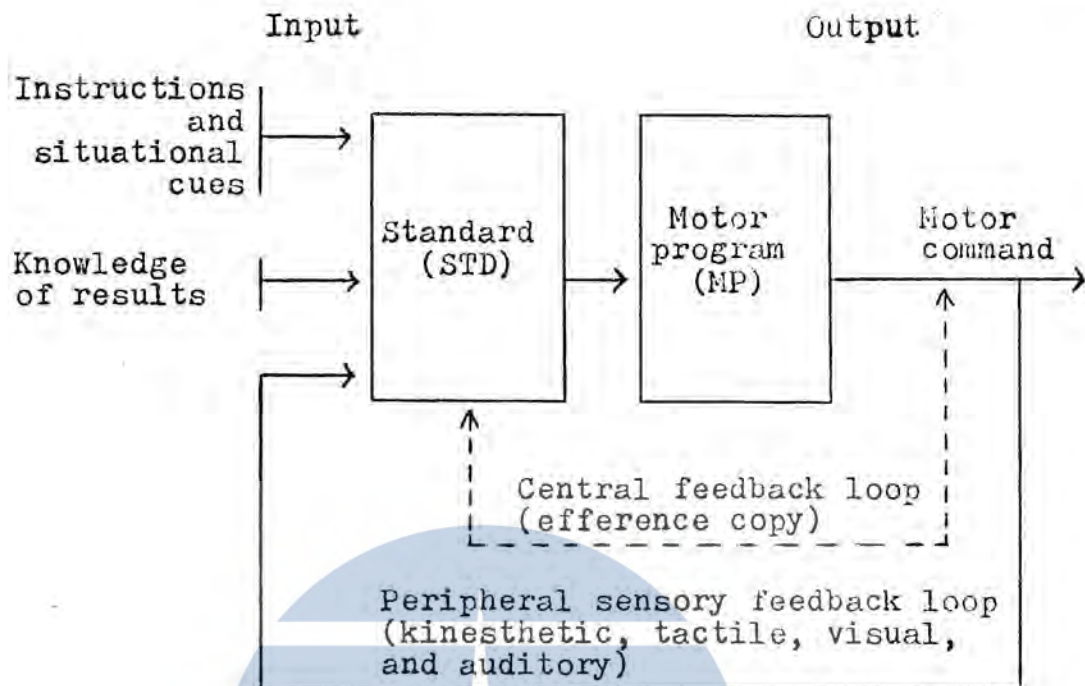 Input
Output
Instructions
and
situational
cues
Knowledge
of results
Standard
(STD)
Motor
program
(MP)
Motor
command
Central feedback loop
(efference copy)
Peripheral sensory feedback loop
(kinesthetic, tactile, visual,
and auditory)